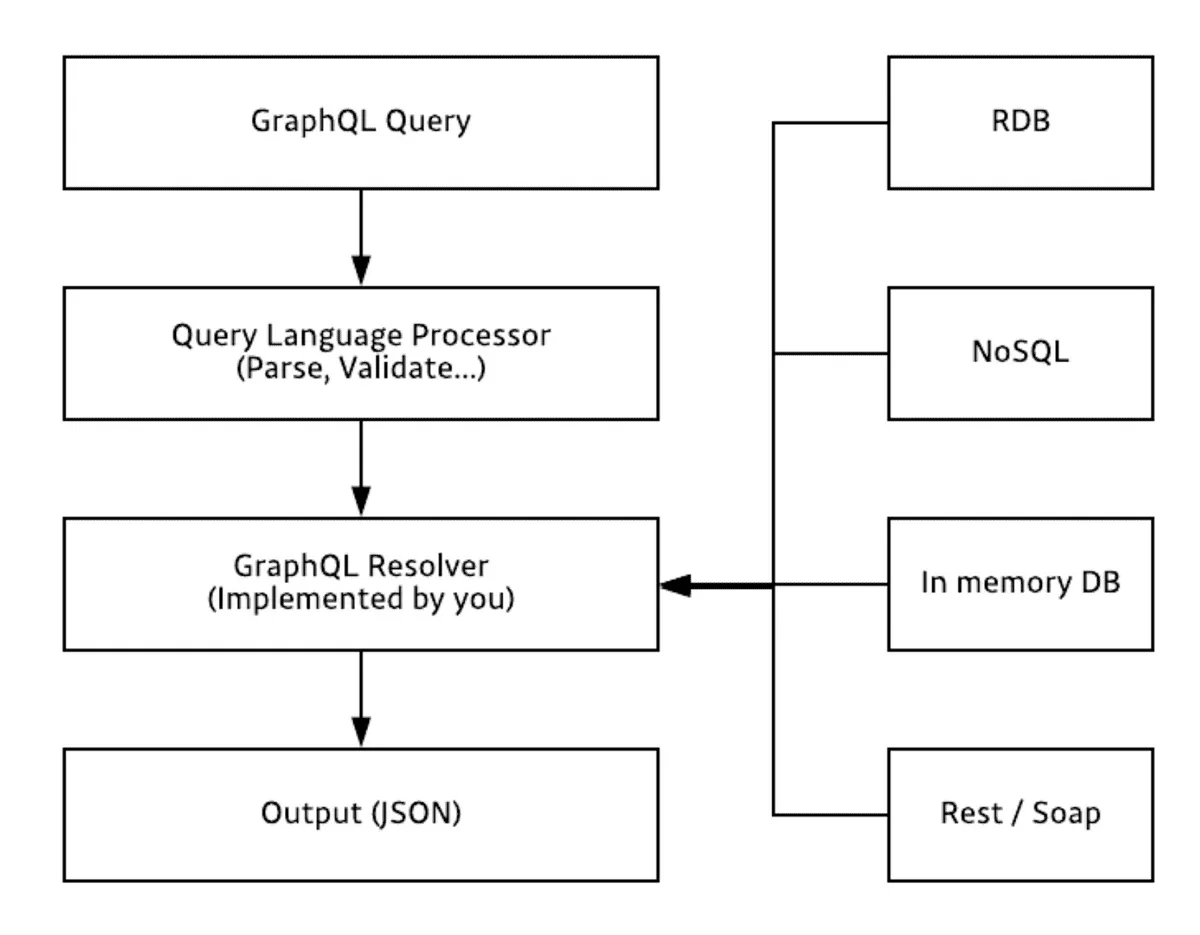 GraphQL Query
Query Language Processor
(Parse, Validate...)
GraphQL Resolver
(Implemented by you)
Output (JSON)
RDB
NoSQL
In memory DB
Rest / Soap